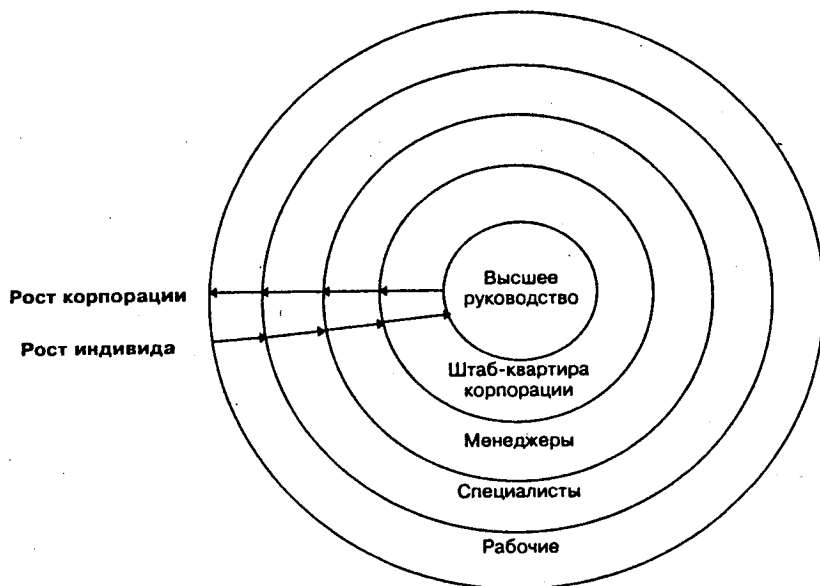 Высшее
руководство
Рост корпорации
Рост индивида
Штаб-квартира
корпорации
Менеджеры
Специалисты
Рабочие